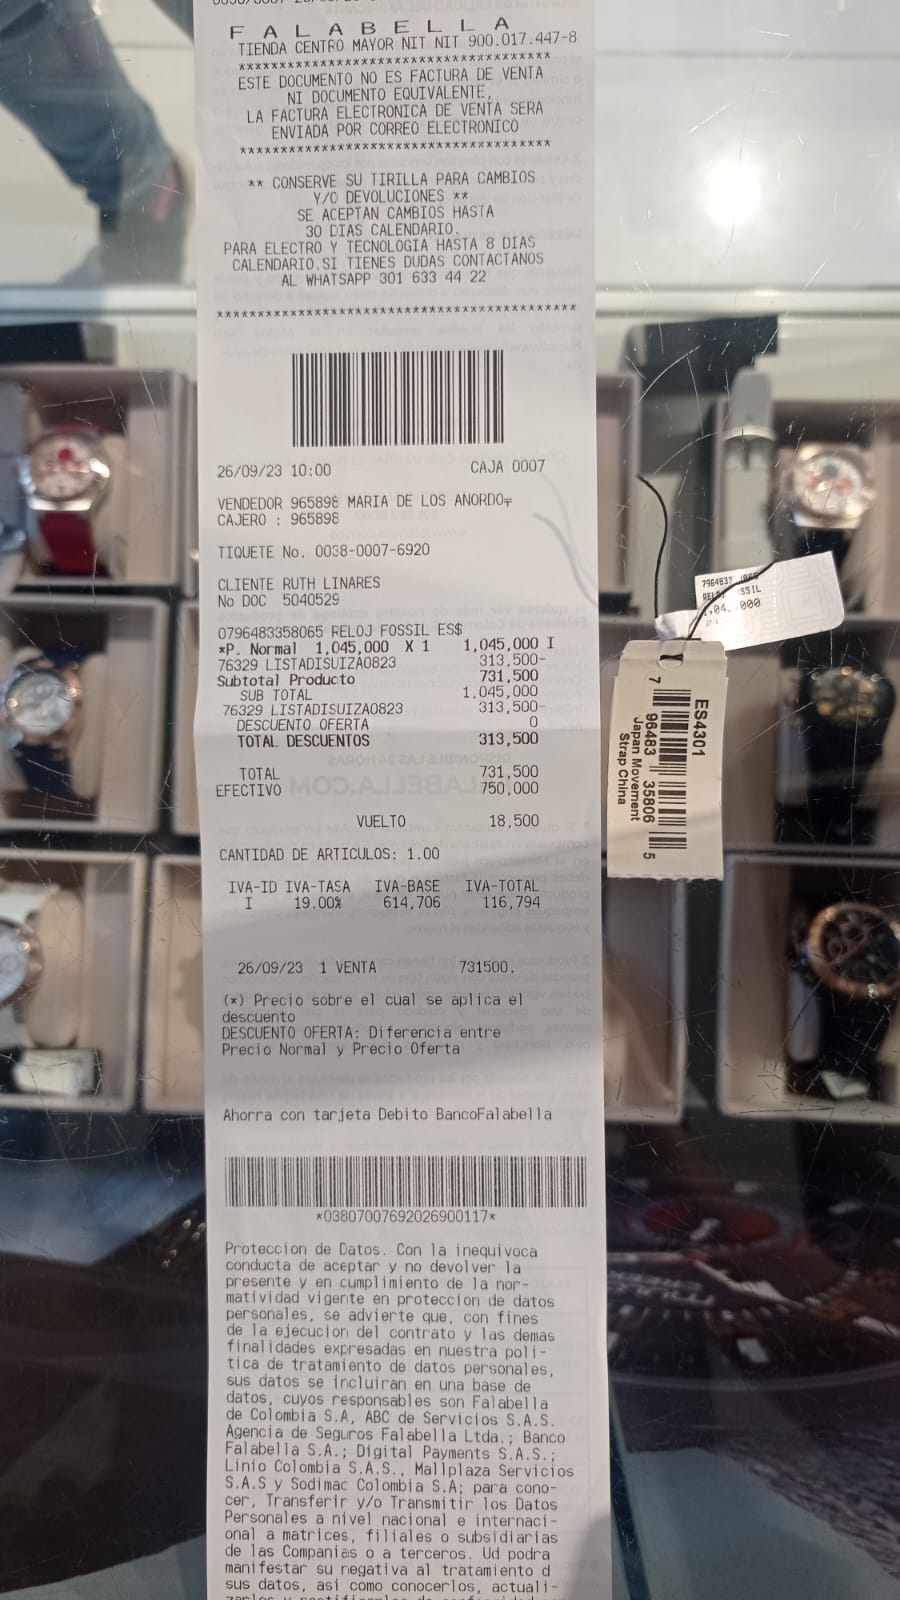 F A L A B E L L A
TIENDA CENTRO MAYOR NIT NIT 900.017.447-8
****************************************
ESTE DOCUMENTO NO ES FACTURA DE VENTA
NI DOCUMENTO EQUIVALENTE,
LA FACTURA ELECTRONICA DE VENTA SERA
ENVIADA POR CORREO ELECTRONICO
****************************************
** CONSERVE SU TIRILLA PARA CAMBIOS
Y/O DEVOLUCIONES **
SE ACEPTAN CAMBIOS HASTA
30 DIAS CALENDARIO.
PARA ELECTRO Y TECNOLOGIA HASTA 8 DIAS
CALENDARIO.SI TIENES DUDAS CONTACTANOS
AL WHATSAPP 301 633 44 22
**********************************************
26/09/23 10:00 CAJA 0007
VENDEDOR 965898 MARIA DE LOS ANORDO
CAJERO : 965898
TIQUETE No. 0038-0007-6920
CLIENTE RUTH LINARES
No DOC 5040529
0796483358065 RELOJ FOSSIL ES$
*P. Normal 1,045,000 X 1 1,045,000 I
76329 LISTADISUIZA0823 313,500-
Subtotal Producto 731,500
SUB TOTAL 1,045,000
76329 LISTADISUIZA0823 313,500-
DESCUENTO OFERTA 0
TOTAL DESCUENTOS 313,500
TOTAL 731,500
EFECTIVO 750,000
VUELTO 18,500
CANTIDAD DE ARTICULOS: 1.00
IVA-ID IVA-TASA IVA-BASE IVA-TOTAL
I 19.00% 614,706 116,794
26/09/23 1 VENTA 731500.
(*) Precio sobre el cual se aplica el
descuento
DESCUENTO OFERTA: Diferencia entre
Precio Normal y Precio Oferta
Ahorra con tarjeta Debito BancoFalabella
*03807007692026900117*
Proteccion de Datos. Con la inequivoca
conducta de aceptar y no devolver la
presente y en cumplimiento de la nor-
matividad vigente en proteccion de datos
personales, se advierte que, con fines
de la ejecucion del contrato y las demas
finalidades expresadas en nuestra poli-
tica de tratamiento de datos personales,
sus datos se incluiran en una base de
datos, cuyos responsables son Falabella
de Colombia S.A, ABC de Servicios S.A.S.
Agencia de Seguros Falabella Ltda.; Banco
Falabella S.A.; Digital Payments S.A.S.;
Linio Colombia S.A.S., Mallplaza Servicios
S.A.S y Sodimac Colombia S.A; para cono-
cer, Transferir y/o Transmitir los Datos
Personales a nivel nacional e internaci-
onal a matrices, filiales o subsidiarias
de las Companias o a terceros. Ud podra
manifestar su negativa al tratamiento d
sus datos, asi como conocerlos, actuali-
ES4301
7 96483 35806 5
Japan Movement
Strap China